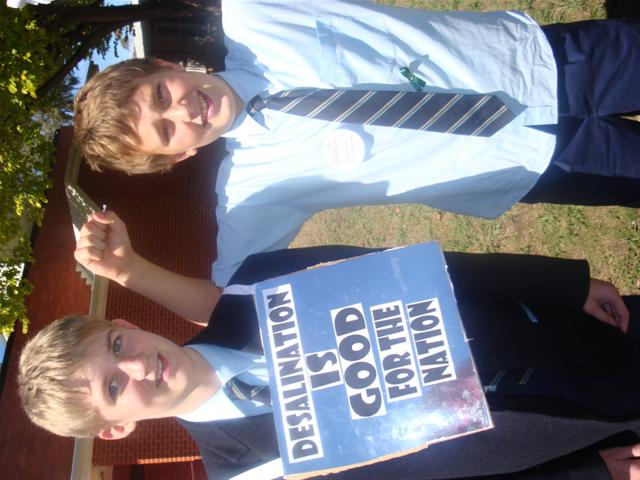 DESALINATION
IS
GOOD
FOR THE
NATION